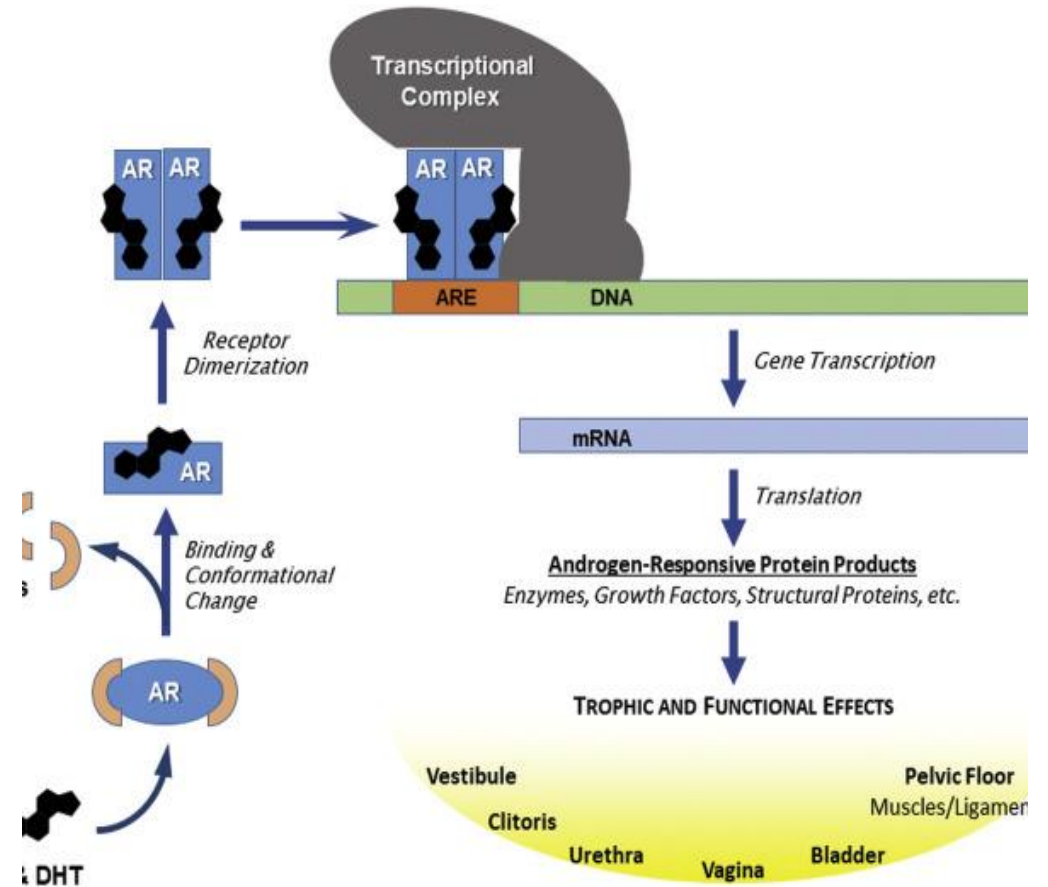 Transcriptional
Complex
AR AR
AR AR
ARE DNA
Receptor
Dimerization
Gene Transcription
mRNA
AR
Translation
Binding &
Conformational
Change
s
Androgen-Responsive Protein Products
Enzymes, Growth Factors, Structural Proteins, etc.
AR
TROPHIC AND FUNCTIONAL EFFECTS
Vestibule
Pelvic Floor
Muscles/Ligamen
Clitoris
Urethra
Bladder
Vagina
& DHT